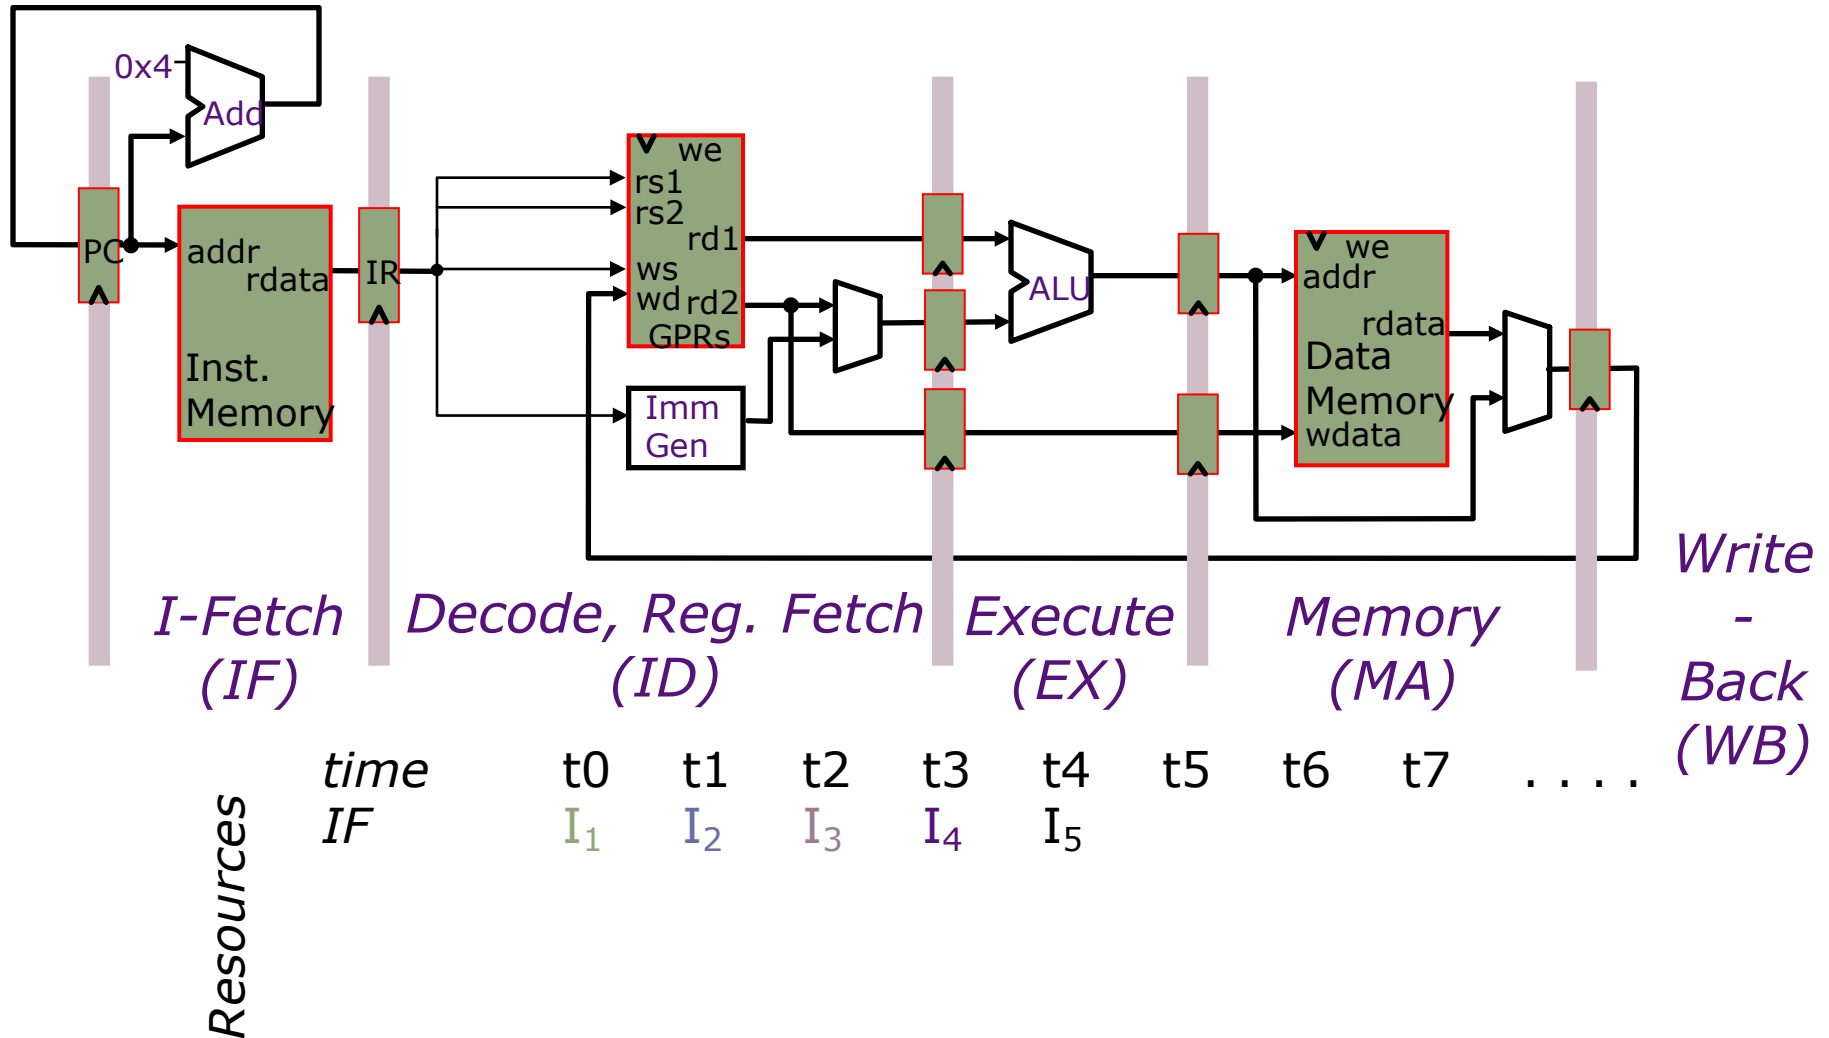 0x4
Add
PC
addr
rdata
Inst.
Memory
IR
we
rs1
rs2
rd1
ws
wd rd2
GPRs
Imm
Gen
ALU
we
addr
rdata
Data
Memory
wdata
I-Fetch
(IF)
Decode, Reg. Fetch
(ID)
Execute
(EX)
Memory
(MA)
Write
-
Back
(WB)
time t0 t1 t2 t3 t4 t5 t6 t7 . . . .
IF I₁ I₂ I₃ I₄ I₅
Resources